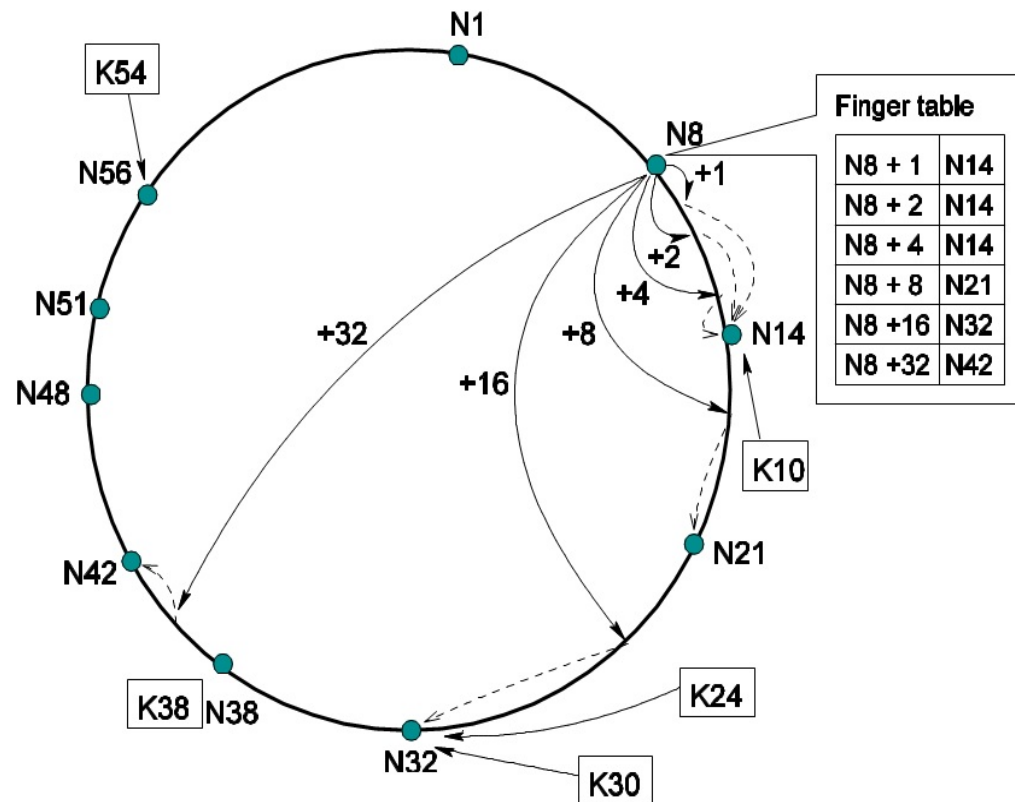 N1
K54
N8
Finger table
N8 + 1 N14
N8 + 2 N14
N8 + 4 N14
N8 + 8 N21
N8 +16 N32
N8 +32 N42
N56
+1
+2
+4
+8
+16
+32
N51
N14
N48
K10
N21
N42
K38
N38
K24
N32
K30